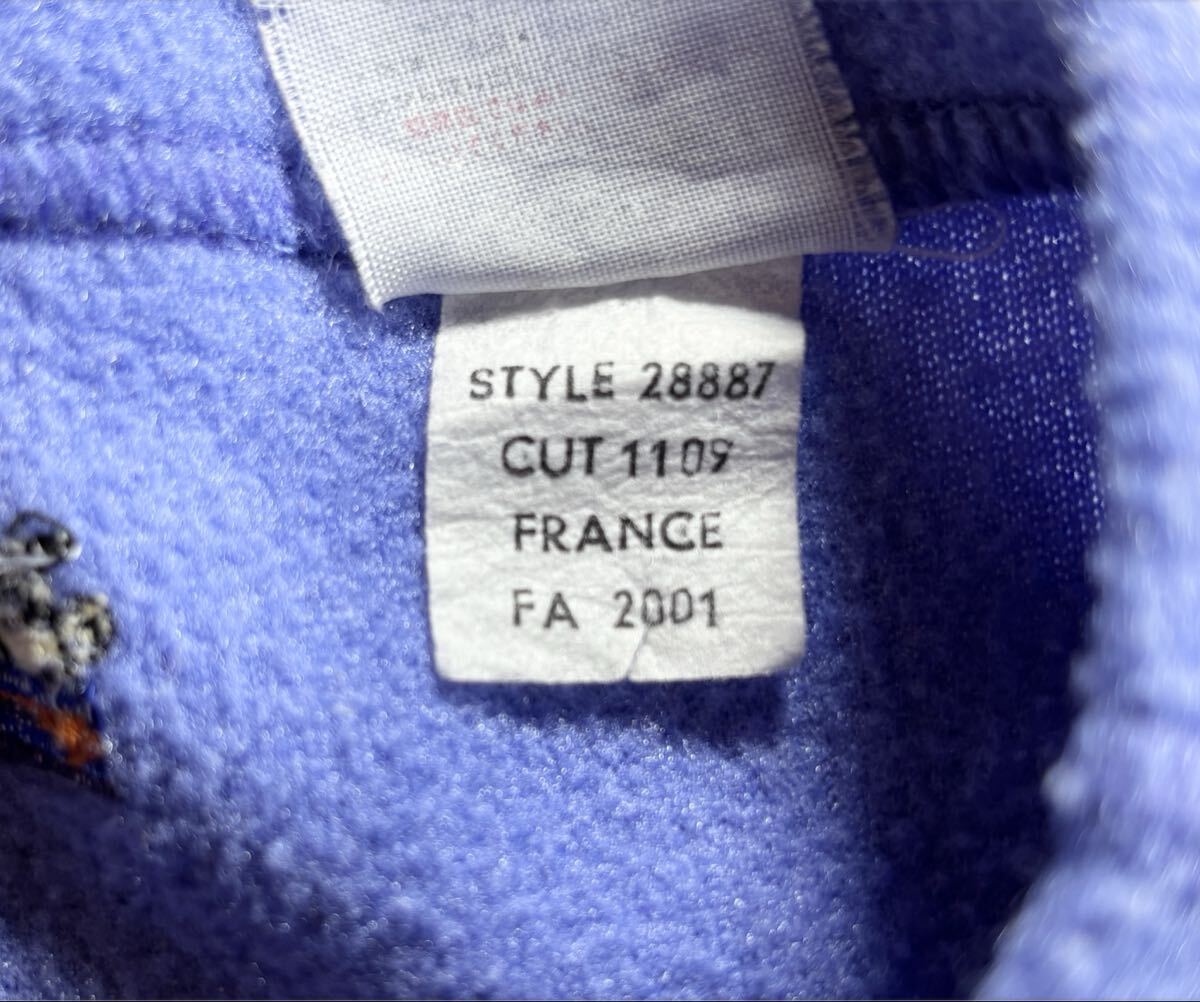 STYLE 28887
CUT 1109
FRANCE
FA 2001